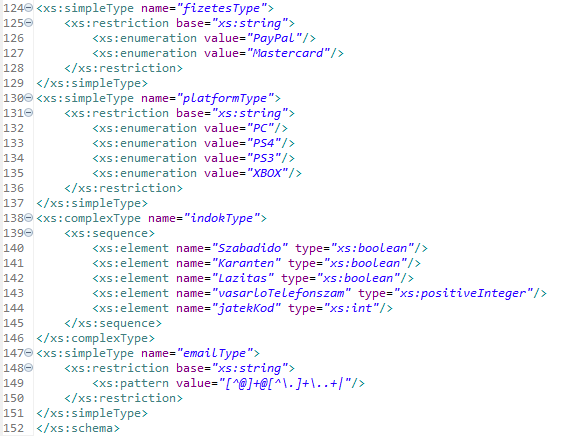 124 <xs:simpleType name="fizetesType">
125     <xs:restriction base="xs:string">
126         <xs:enumeration value="PayPal"/>
127         <xs:enumeration value="Mastercard"/>
128     </xs:restriction>
129 </xs:simpleType>
130 <xs:simpleType name="platformType">
131     <xs:restriction base="xs:string">
132         <xs:enumeration value="PC"/>
133         <xs:enumeration value="PS4"/>
134         <xs:enumeration value="PS3"/>
135         <xs:enumeration value="XBOX"/>
136     </xs:restriction>
137 </xs:simpleType>
138 <xs:complexType name="indokType">
139     <xs:sequence>
140         <xs:element name="Szabadido" type="xs:boolean"/>
141         <xs:element name="Karanten" type="xs:boolean"/>
142         <xs:element name="Lazitas" type="xs:boolean"/>
143         <xs:element name="vasarloTelefonszam" type="xs:positiveInteger"/>
144         <xs:element name="jatekKod" type="xs:int"/>
145     </xs:sequence>
146 </xs:complexType>
147 <xs:simpleType name="emailType">
148     <xs:restriction base="xs:string">
149         <xs:pattern value="[^@]+@[^\.]+\..+|"/>
150     </xs:restriction>
151 </xs:simpleType>
152 </xs:schema>